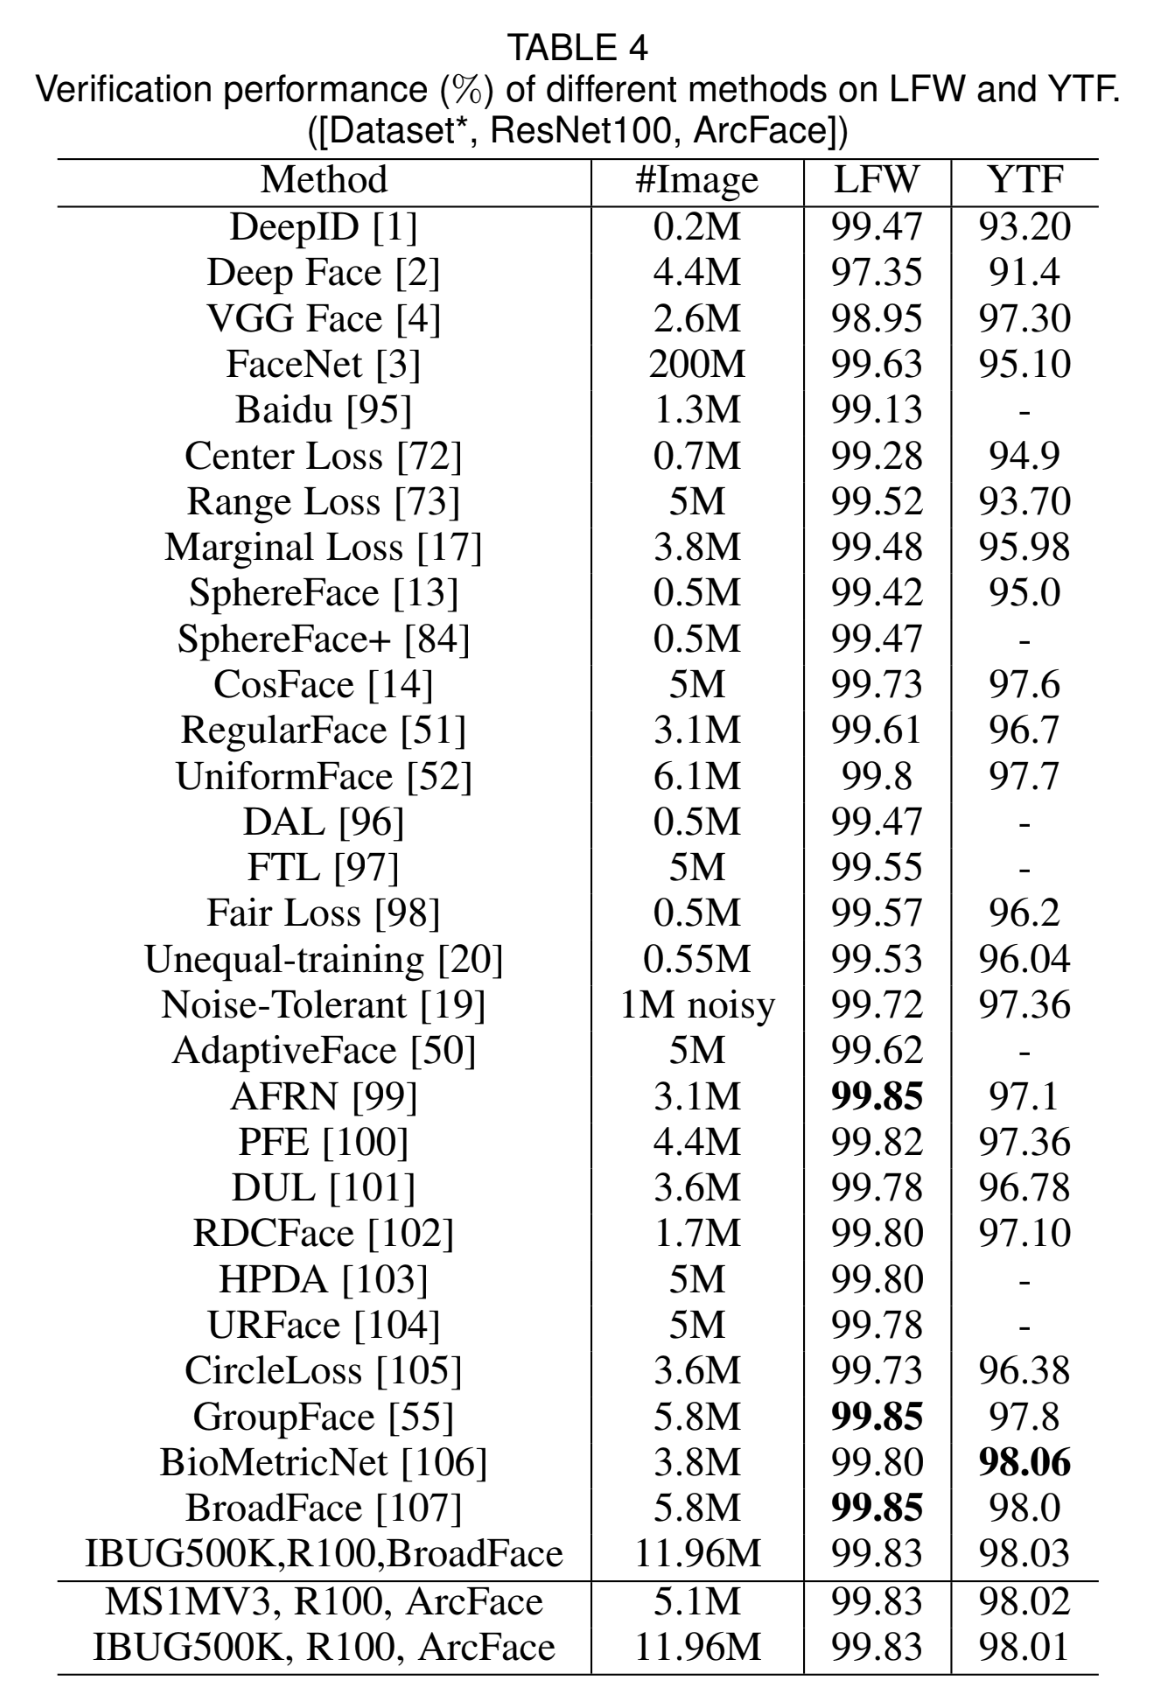 TABLE 4
Verification performance (%) of different methods on LFW and YTF.
([Dataset*, ResNet100, ArcFace])
Method #Image LFW YTF
DeepID [1] 0.2M 99.47 93.20
Deep Face [2] 4.4M 97.35 91.4
VGG Face [4] 2.6M 98.95 97.30
FaceNet [3] 200M 99.63 95.10
Baidu [95] 1.3M 99.13 -
Center Loss [72] 0.7M 99.28 94.9
Range Loss [73] 5M 99.52 93.70
Marginal Loss [17] 3.8M 99.48 95.98
SphereFace [13] 0.5M 99.42 95.0
SphereFace+ [84] 0.5M 99.47 -
CosFace [14] 5M 99.73 97.6
RegularFace [51] 3.1M 99.61 96.7
UniformFace [52] 6.1M 99.8 97.7
DAL [96] 0.5M 99.47 -
FTL [97] 5M 99.55 -
Fair Loss [98] 0.5M 99.57 96.2
Unequal-training [20] 0.55M 99.53 96.04
Noise-Tolerant [19] 1M noisy 99.72 97.36
AdaptiveFace [50] 5M 99.62 -
AFRN [99] 3.1M 99.85 97.1
PFE [100] 4.4M 99.82 97.36
DUL [101] 3.6M 99.78 96.78
RDCFace [102] 1.7M 99.80 97.10
HPDA [103] 5M 99.80 -
URFace [104] 5M 99.78 -
CircleLoss [105] 3.6M 99.73 96.38
GroupFace [55] 5.8M 99.85 97.8
BioMetricNet [106] 3.8M 99.80 98.06
BroadFace [107] 5.8M 99.85 98.0
IBUG500K,R100,BroadFace 11.96M 99.83 98.03
MS1MV3, R100, ArcFace 5.1M 99.83 98.02
IBUG500K, R100, ArcFace 11.96M 99.83 98.01